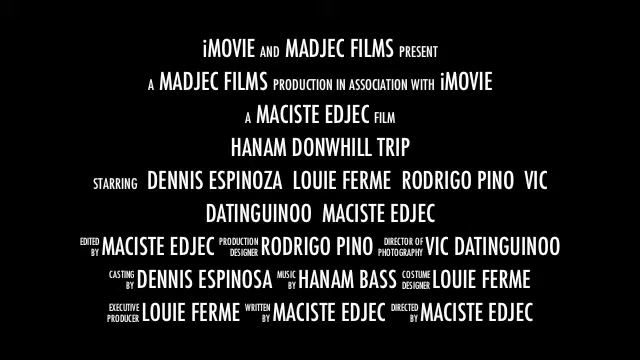 iMOVIE AND MADJEC FILMS PRESENT
A MADJEC FILMS PRODUCTION IN ASSOCIATION WITH iMOVIE
A MACISTE EDJEC FILM
HANAM DONWHILL TRIP
STARRING DENNIS ESPINOZA LOUIE FERME RODRIGO PINO VIC
DATINGUINOO MACISTE EDJEC
EDITED BY MACISTE EDJEC PRODUCTION DESIGNER RODRIGO PINO DIRECTOR OF PHOTOGRAPHY VIC DATINGUINOO
CASTING BY DENNIS ESPINOSA MUSIC BY HANAM BASS COSTUME DESIGNER LOUIE FERME
EXECUTIVE PRODUCER LOUIE FERME WRITTEN BY MACISTE EDJEC DIRECTED BY MACISTE EDJEC